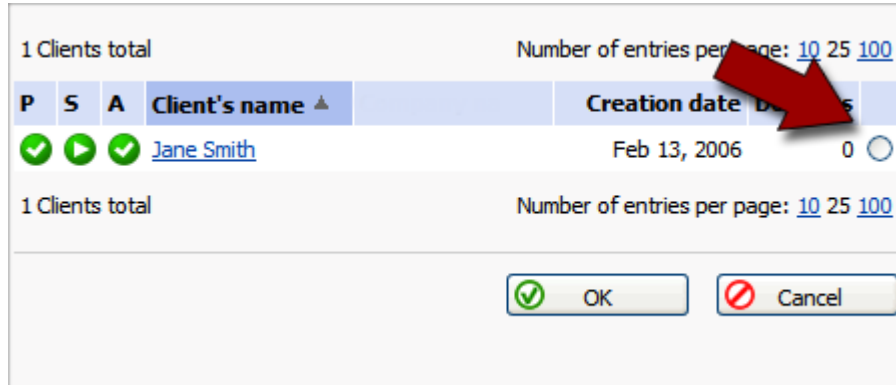 1 Clients total Number of entries per page: 10 25 100
P S A Client's name Creation date
Jane Smith Feb 13, 2006 0
1 Clients total Number of entries per page: 10 25 100
OK Cancel